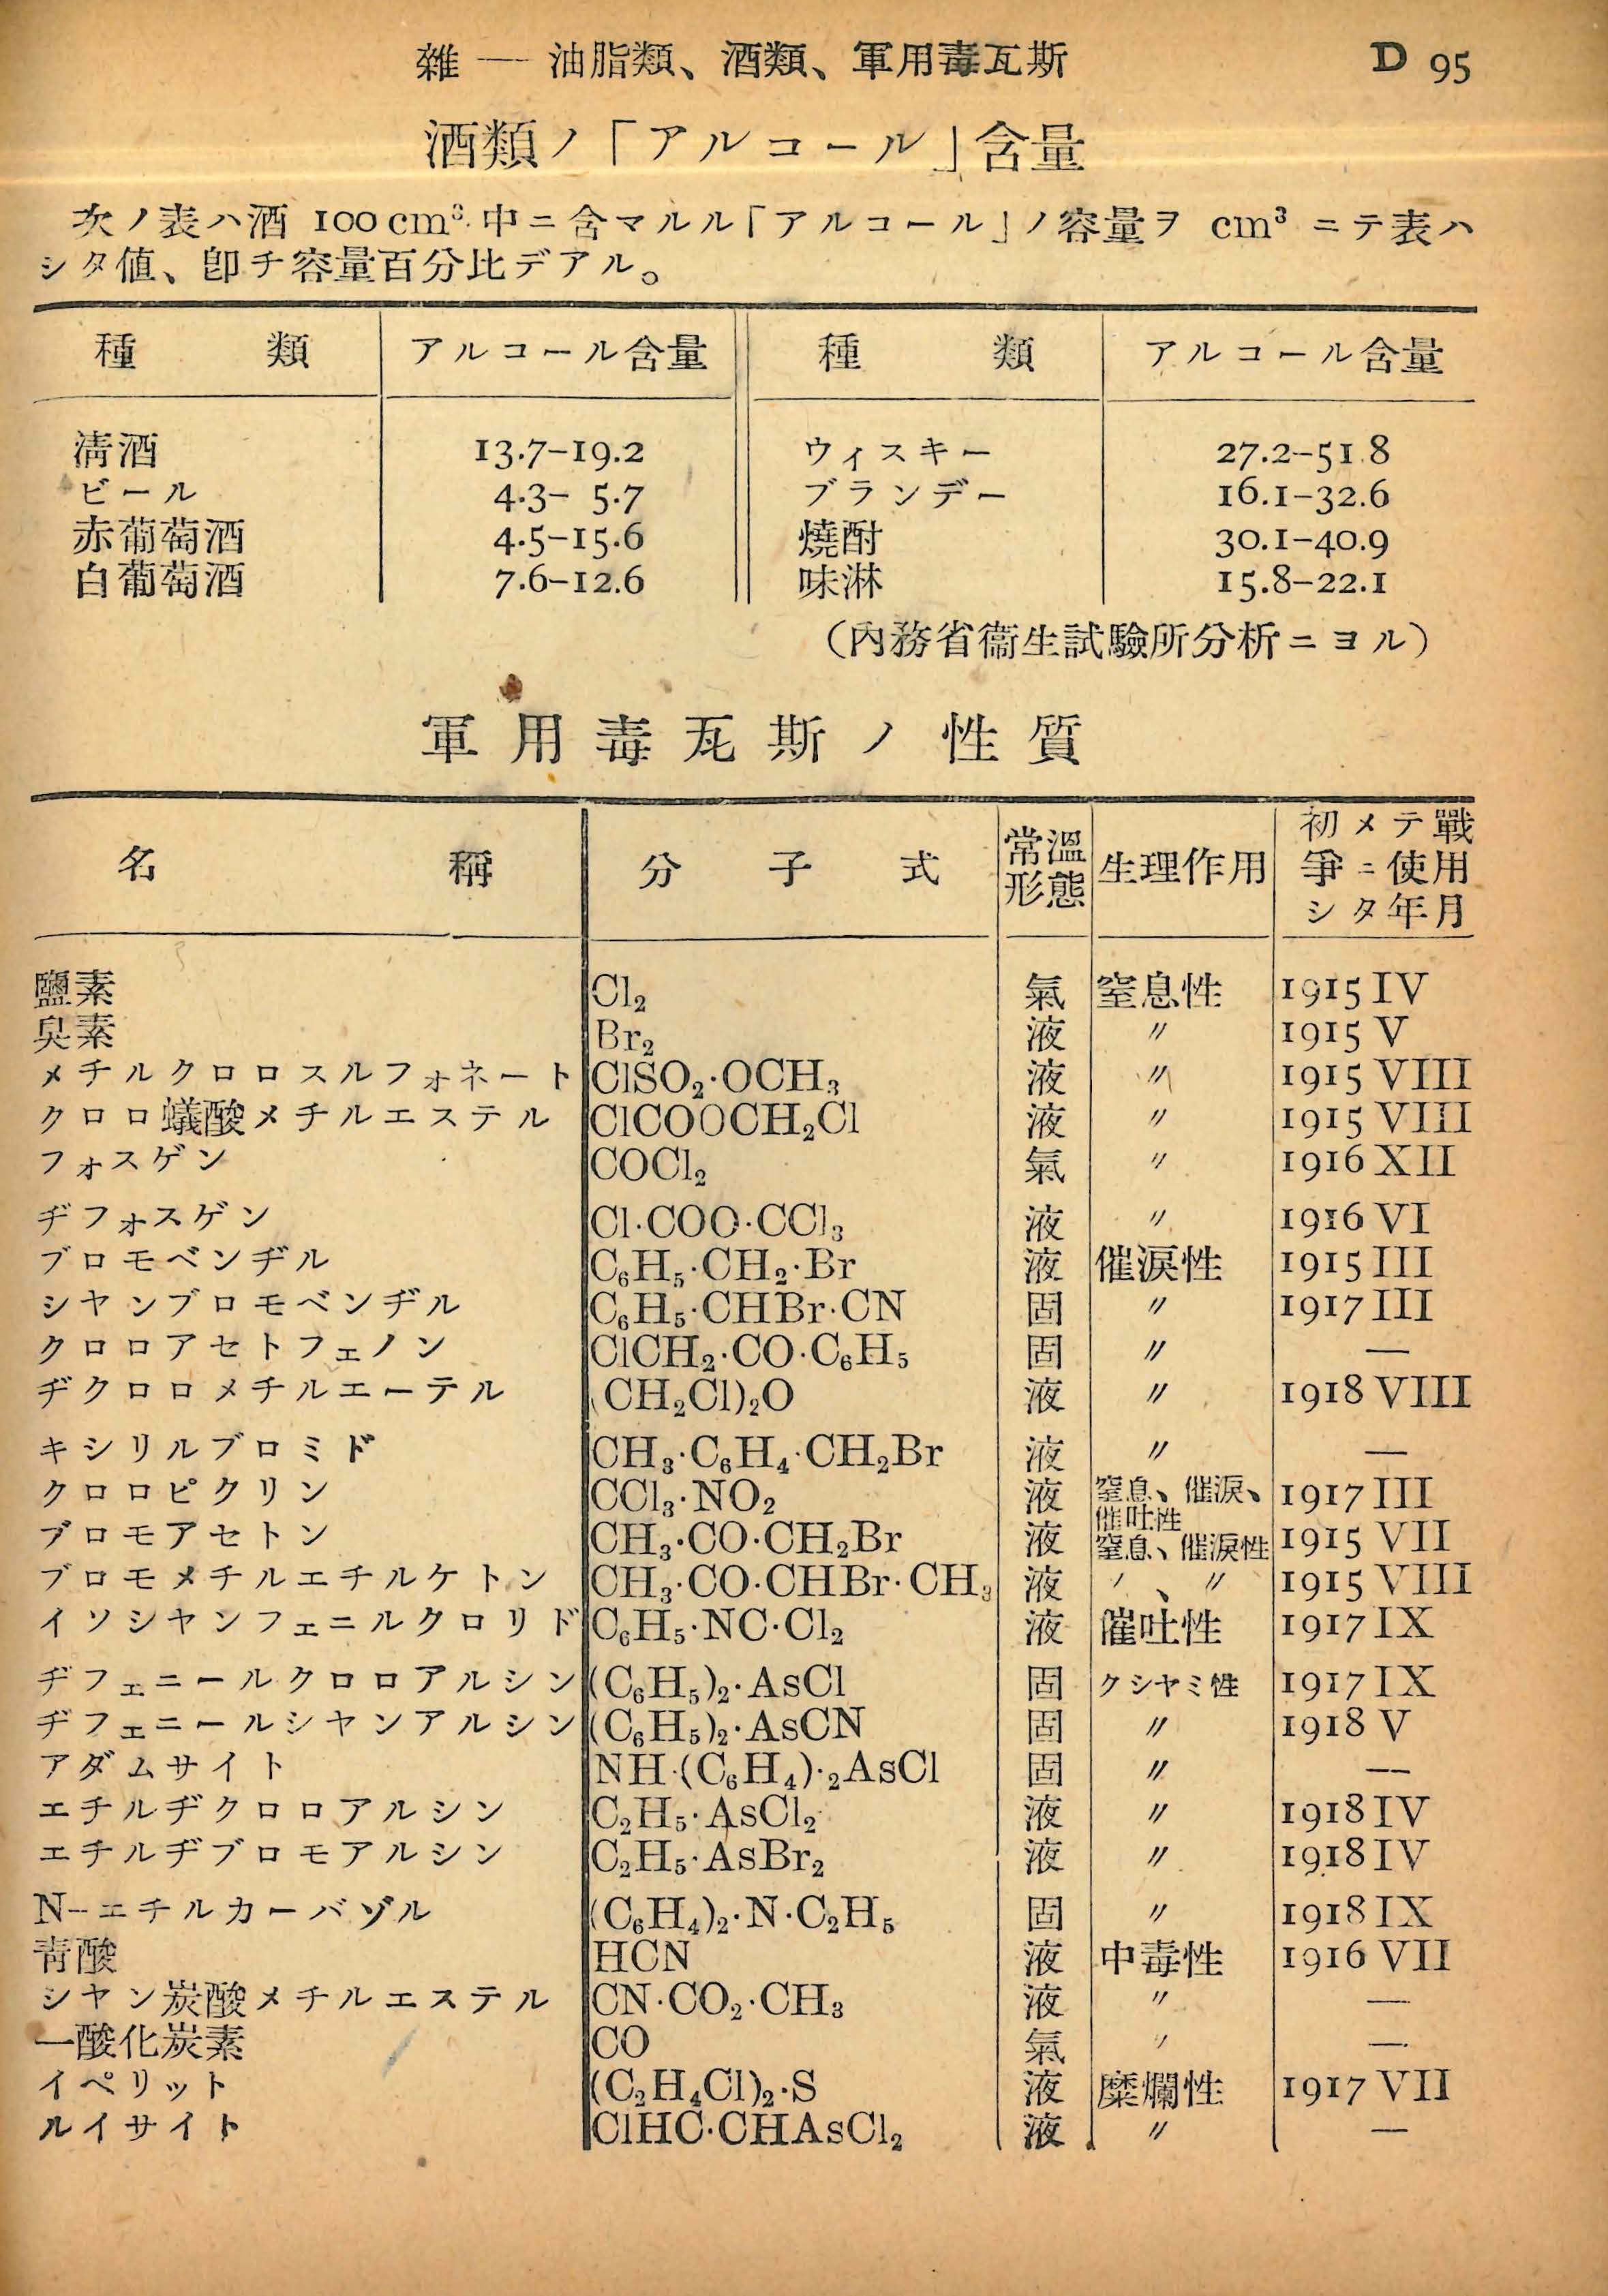 雜 — 油脂類、酒類、軍用毒瓦斯 D 95
酒類ノ「アルコール」含量
次ノ表ハ酒 100 cm³ 中ニ含マルル「アルコール」ノ容量ヲ cm³ ニテ表ハ
シタ値、卽チ容量百分比デアル。
種類 アルコール含量 種類 アルコール含量
淸酒 13.7–19.2 ウィスキー 27.2–51.8
ビール 4.3– 5.7 ブランデー 16.1–32.6
赤葡萄酒 4.5–15.6 燒酎 30.1–40.9
白葡萄酒 7.6–12.6 味淋 15.8–22.1
(內務省衞生試驗所分析ニヨル)
軍用毒瓦斯ノ性質
名稱 分子式 常溫形態 生理作用 初メテ戰爭ニ使用シタ年月
鹽素 Cl₂ 氣 窒息性 1915 IV
臭素 Br₂ 液 〃 1915 V
メチルクロロスルフォネート ClSO₂·OCH₃ 液 〃 1915 VIII
クロロ蟻酸メチルエステル ClCOOCH₂Cl 液 〃 1915 VIII
フォスゲン COCl₂ 氣 〃 1916 XII
ヂフォスゲン Cl·COO·CCl₃ 液 〃 1916 VI
ブロモベンヂル C₆H₅·CH₂·Br 液 催淚性 1915 III
シヤンブロモベンヂル C₆H₅·CHBr·CN 固 〃 1917 III
クロロアセトフェノン ClCH₂·CO·C₆H₅ 固 〃 —
ヂクロロメチルエーテル (CH₂Cl)₂O 液 〃 1918 VIII
キシリルブロミド CH₃·C₆H₄·CH₂Br 液 〃 —
クロロピクリン CCl₃·NO₂ 液 窒息、催淚、催吐性 1917 III
ブロモアセトン CH₃·CO·CH₂Br 液 窒息、催淚性 1915 VII
ブロモメチルエチルケトン CH₃·CO·CHBr·CH₃ 液 〃、〃 1915 VIII
イソシヤンフェニルクロリド C₆H₅·NC·Cl₂ 液 催吐性 1917 IX
ヂフェニールクロロアルシン (C₆H₅)₂·AsCl 固 クシヤミ性 1917 IX
ヂフェニールシヤンアルシン (C₆H₅)₂·AsCN 固 〃 1918 V
アダムサイト NH·(C₆H₄)·₂AsCl 固 〃 —
エチルヂクロロアルシン C₂H₅·AsCl₂ 液 〃 1918 IV
エチルヂブロモアルシン C₂H₅·AsBr₂ 液 〃 1918 IV
N–エチルカーバゾル (C₆H₄)₂·N·C₂H₅ 固 〃 1918 IX
靑酸 HCN 液 中毒性 1916 VII
シヤン炭酸メチルエステル CN·CO₂·CH₃ 液 〃 —
一酸化炭素 CO 氣 〃 —
イペリット (C₂H₄Cl)₂·S 液 糜爛性 1917 VII
ルイサイト ClHC·CHAsCl₂ 液 〃 —